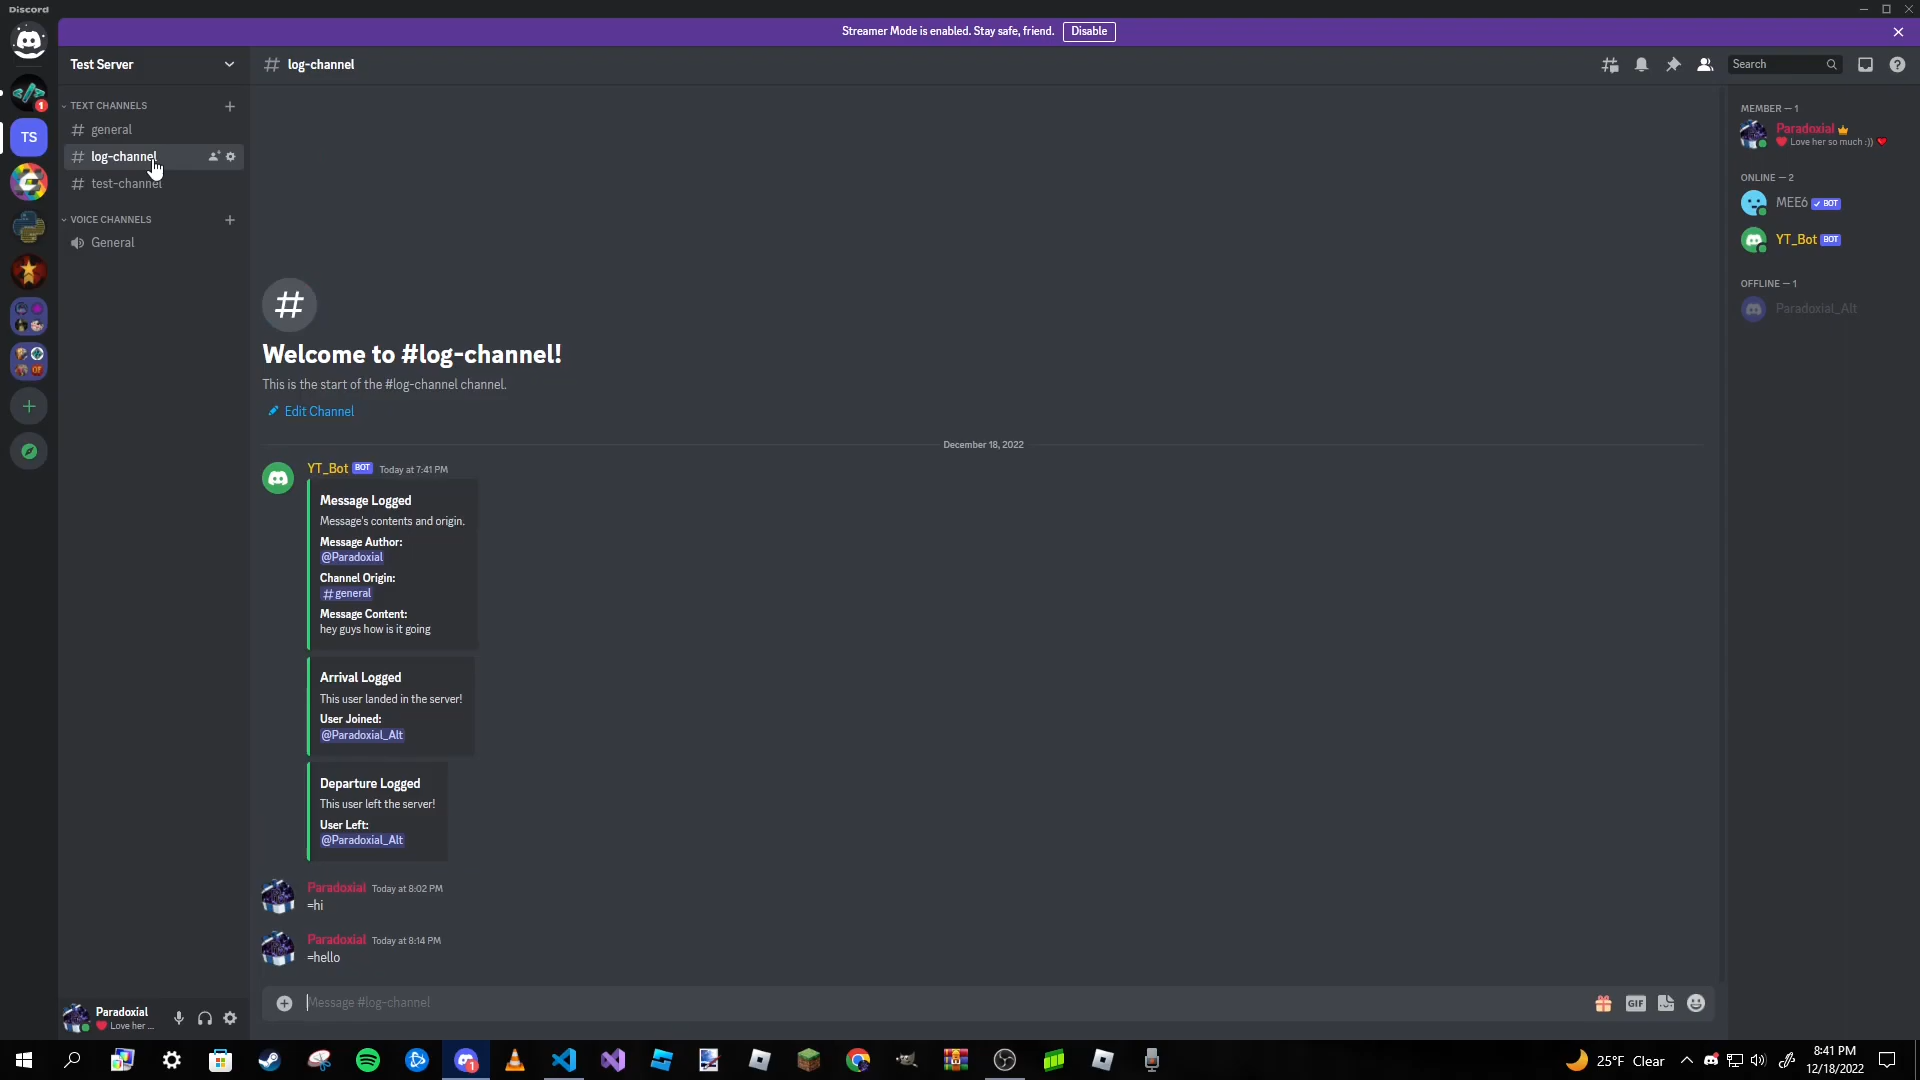 Discord
Streamer Mode is enabled. Stay safe, friend.
Disable
Test Server
log-channel
Search
TEXT CHANNELS
general
log-channel
test-channel
VOICE CHANNELS
General
1
TS
Welcome to #log-channel!
This is the start of the #log-channel channel.
Edit Channel
December 18, 2022
YT_Bot BOT Today at 7:41 PM
Message Logged
Message's contents and origin.
Message Author:
@Paradoxial
Channel Origin:
#general
Message Content:
hey guys how is it going
Arrival Logged
This user landed in the server!
User Joined:
@Paradoxial_Alt
Departure Logged
This user left the server!
User Left:
@Paradoxial_Alt
Paradoxial Today at 8:02 PM
=hi
Paradoxial Today at 8:14 PM
=hello
Message #log-channel
GIF
MEMBER — 1
Paradoxial
Love her so much :))
ONLINE — 2
MEE6 ✓ BOT
YT_Bot BOT
OFFLINE — 1
Paradoxial_Alt
Paradoxial
Love her ...
1
25°F Clear
8:41 PM
12/18/2022